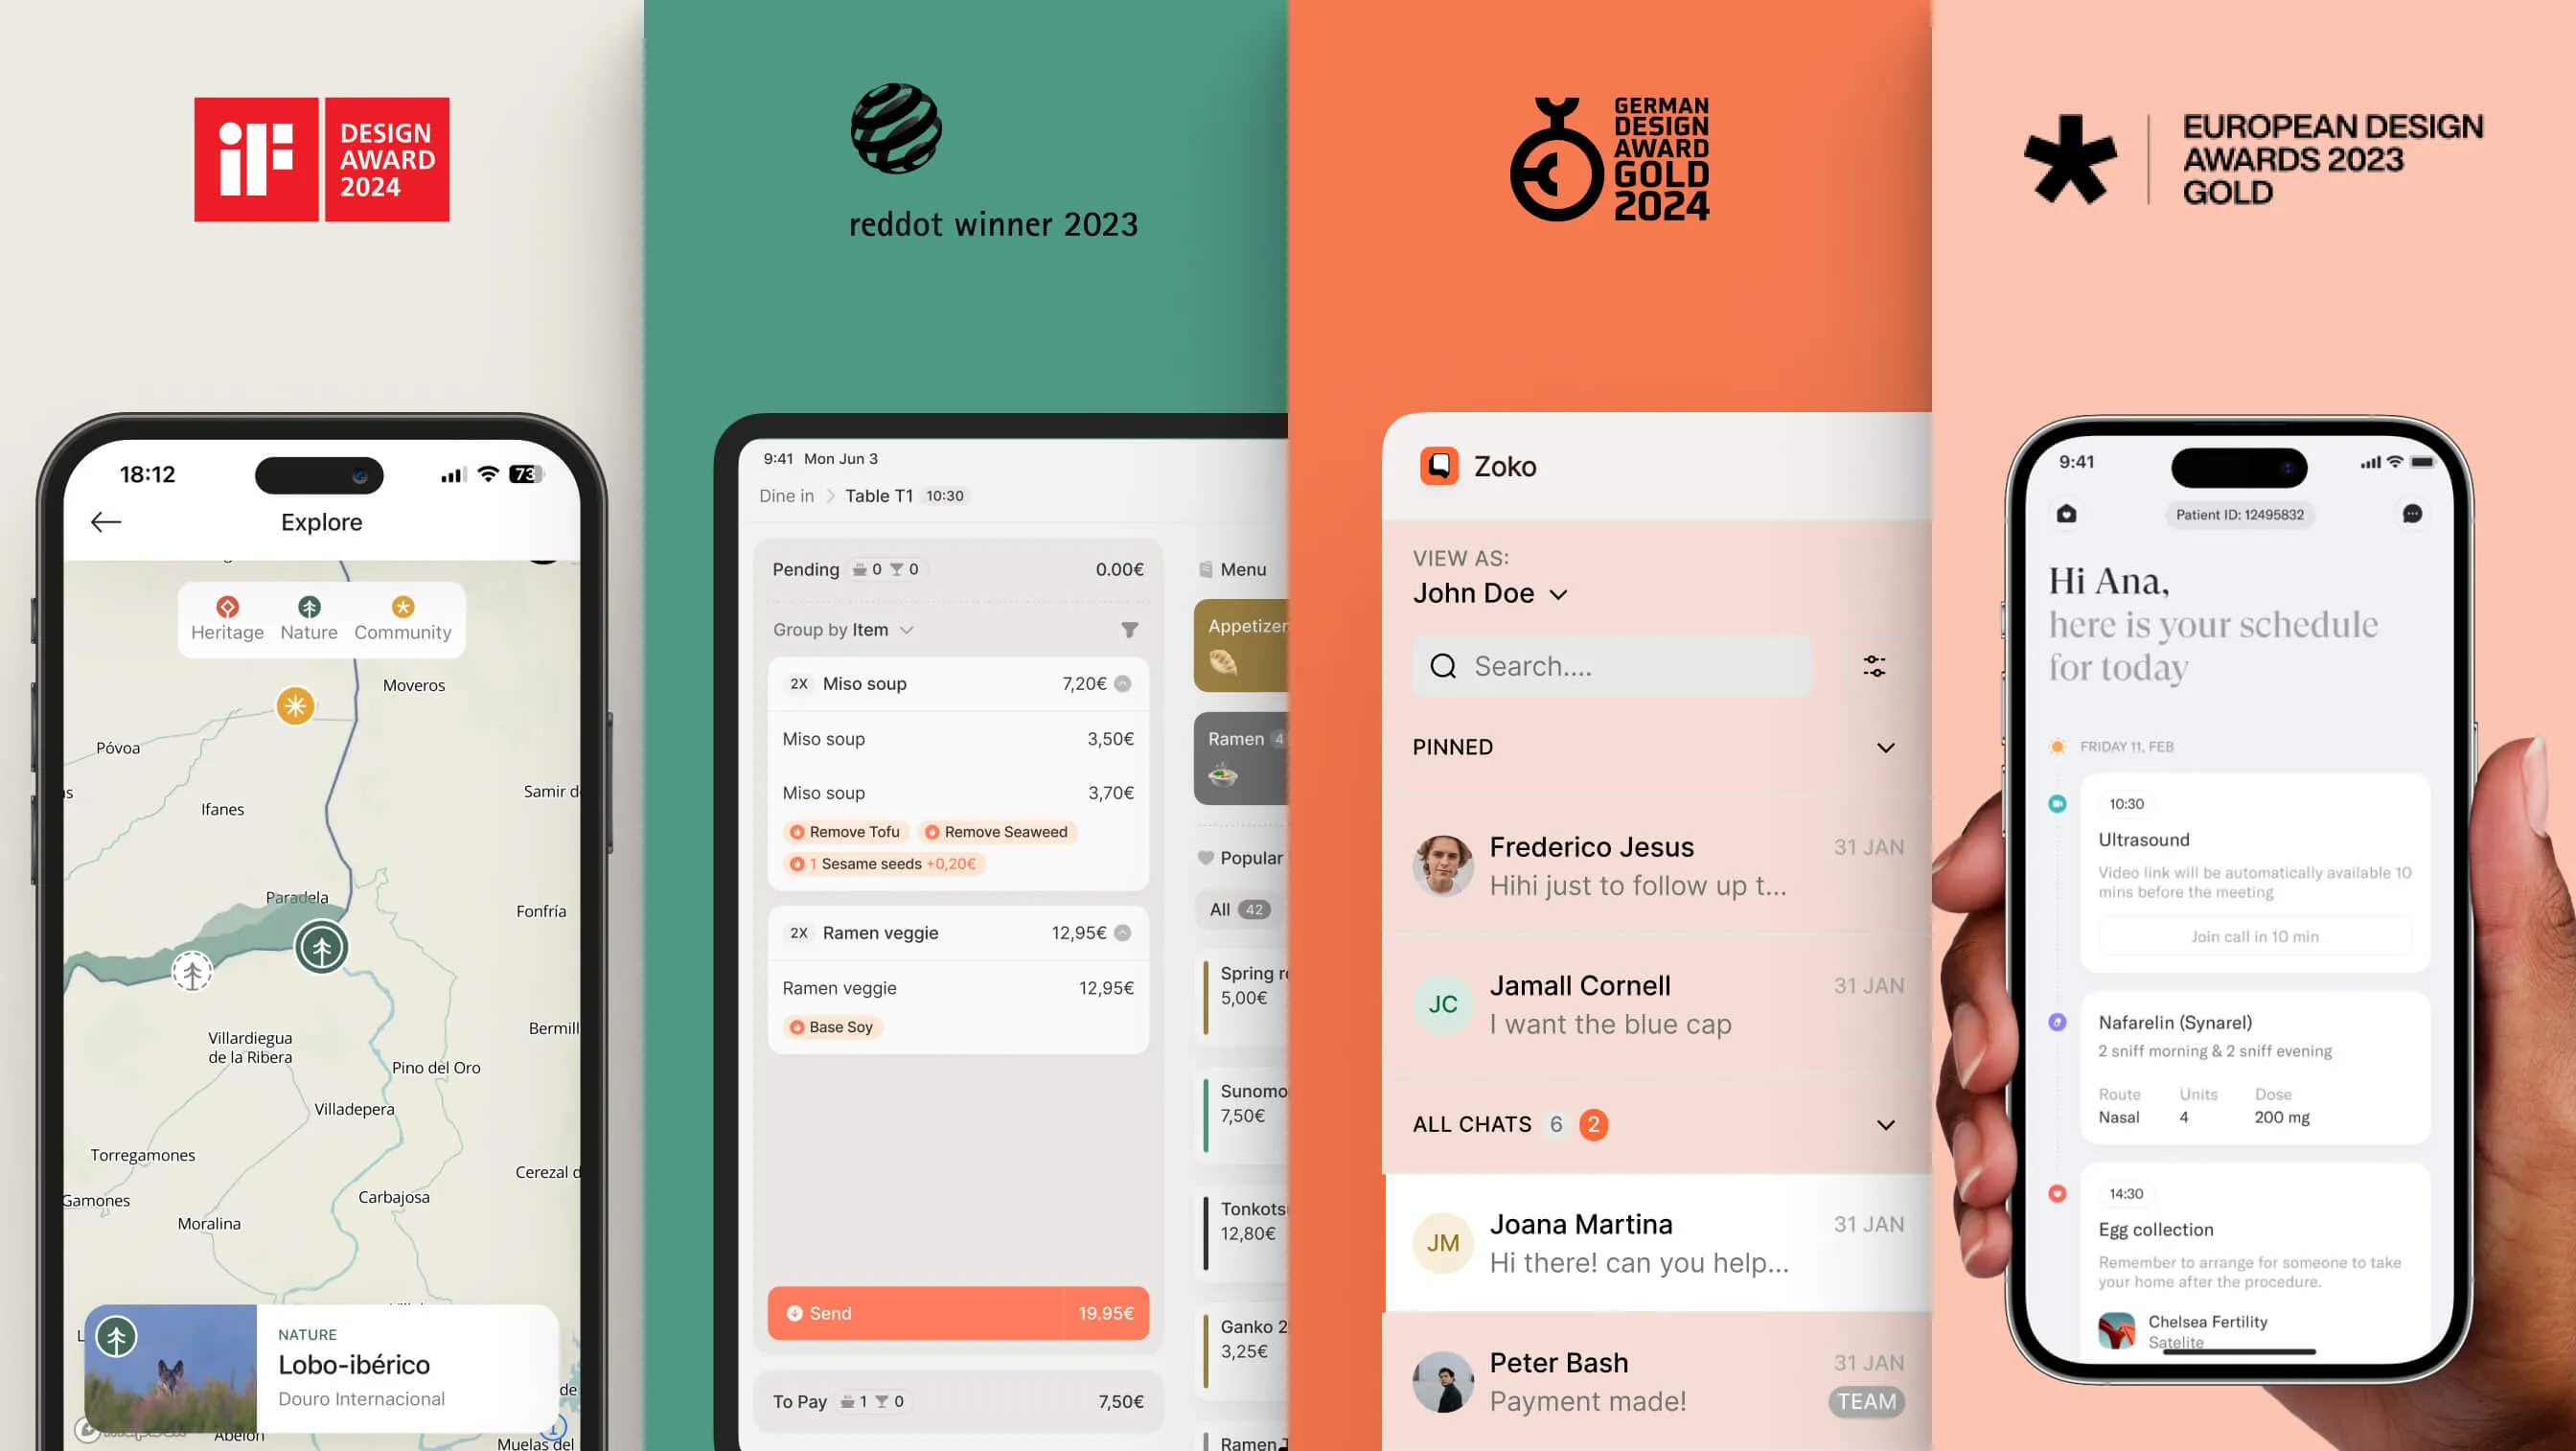 iF
DESIGN
AWARD
2024
18:12
73
Explore
Heritage
Nature
Community
Moveros
Póvoa
Ifanes
Samir d
Paradela
Fonfría
Villardiegua
de la Ribera
Bermill
Pino del Oro
Villadepera
Torregamones
Cerezal d
Gamones
Carbajosa
Moralina
NATURE
Lobo-ibérico
Douro Internacional
de
Abelón
Muelas del
reddot winner 2023
9:41 Mon Jun 3
Dine in > Table T1 10:30
Pending 0 0 0.00€
Group by Item
2X Miso soup 7,20€
Miso soup 3,50€
Miso soup 3,70€
Remove Tofu Remove Seaweed
1 Sesame seeds +0,20€
2X Ramen veggie 12,95€
Ramen veggie 12,95€
Base Soy
Send 19.95€
To Pay 1 0 7,50€
Menu
Appetizer
Ramen 4
Popular
All 42
Spring r
5,00€
Sunomo
7,50€
Tonkots
12,80€
Ganko 2
3,25€
Ramen T
GERMAN
DESIGN
AWARD
GOLD
2024
Zoko
VIEW AS:
John Doe
Search....
PINNED
Frederico Jesus 31 JAN
Hihi just to follow up t...
JC
Jamall Cornell 31 JAN
I want the blue cap
ALL CHATS 6 2
JM
Joana Martina 31 JAN
Hi there! can you help...
Peter Bash 31 JAN
Payment made! TEAM
EUROPEAN DESIGN
AWARDS 2023
GOLD
9:41
Patient ID: 12495832
Hi Ana,
here is your schedule
for today
FRIDAY 11, FEB
10:30
Ultrasound
Video link will be automatically available 10
mins before the meeting
Join call in 10 min
Nafarelin (Synarel)
2 sniff morning & 2 sniff evening
Route Units Dose
Nasal 4 200 mg
14:30
Egg collection
Remember to arrange for someone to take
your home after the procedure.
Chelsea Fertility
Satelite